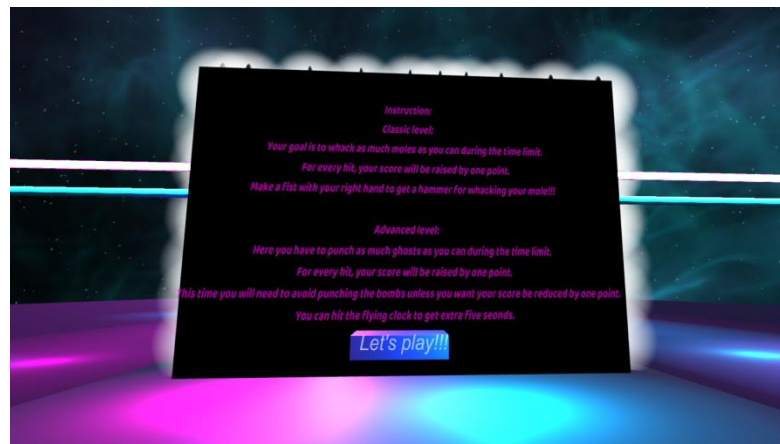 Instruction:
Classic level:
Your goal is to whack as much moles as you can during the time limit.
For every hit, your score will be raised by one point.
Make a fist with your right hand to get a hammer for whacking your mole!!!
Advanced level:
Here you have to punch as much ghosts as you can during the time limit.
For every hit, your score will be raised by one point.
This time you will need to avoid punching the bombs unless you want your score be reduced by one point.
You can hit the flying clock to get extra five seonds.
Let's play!!!